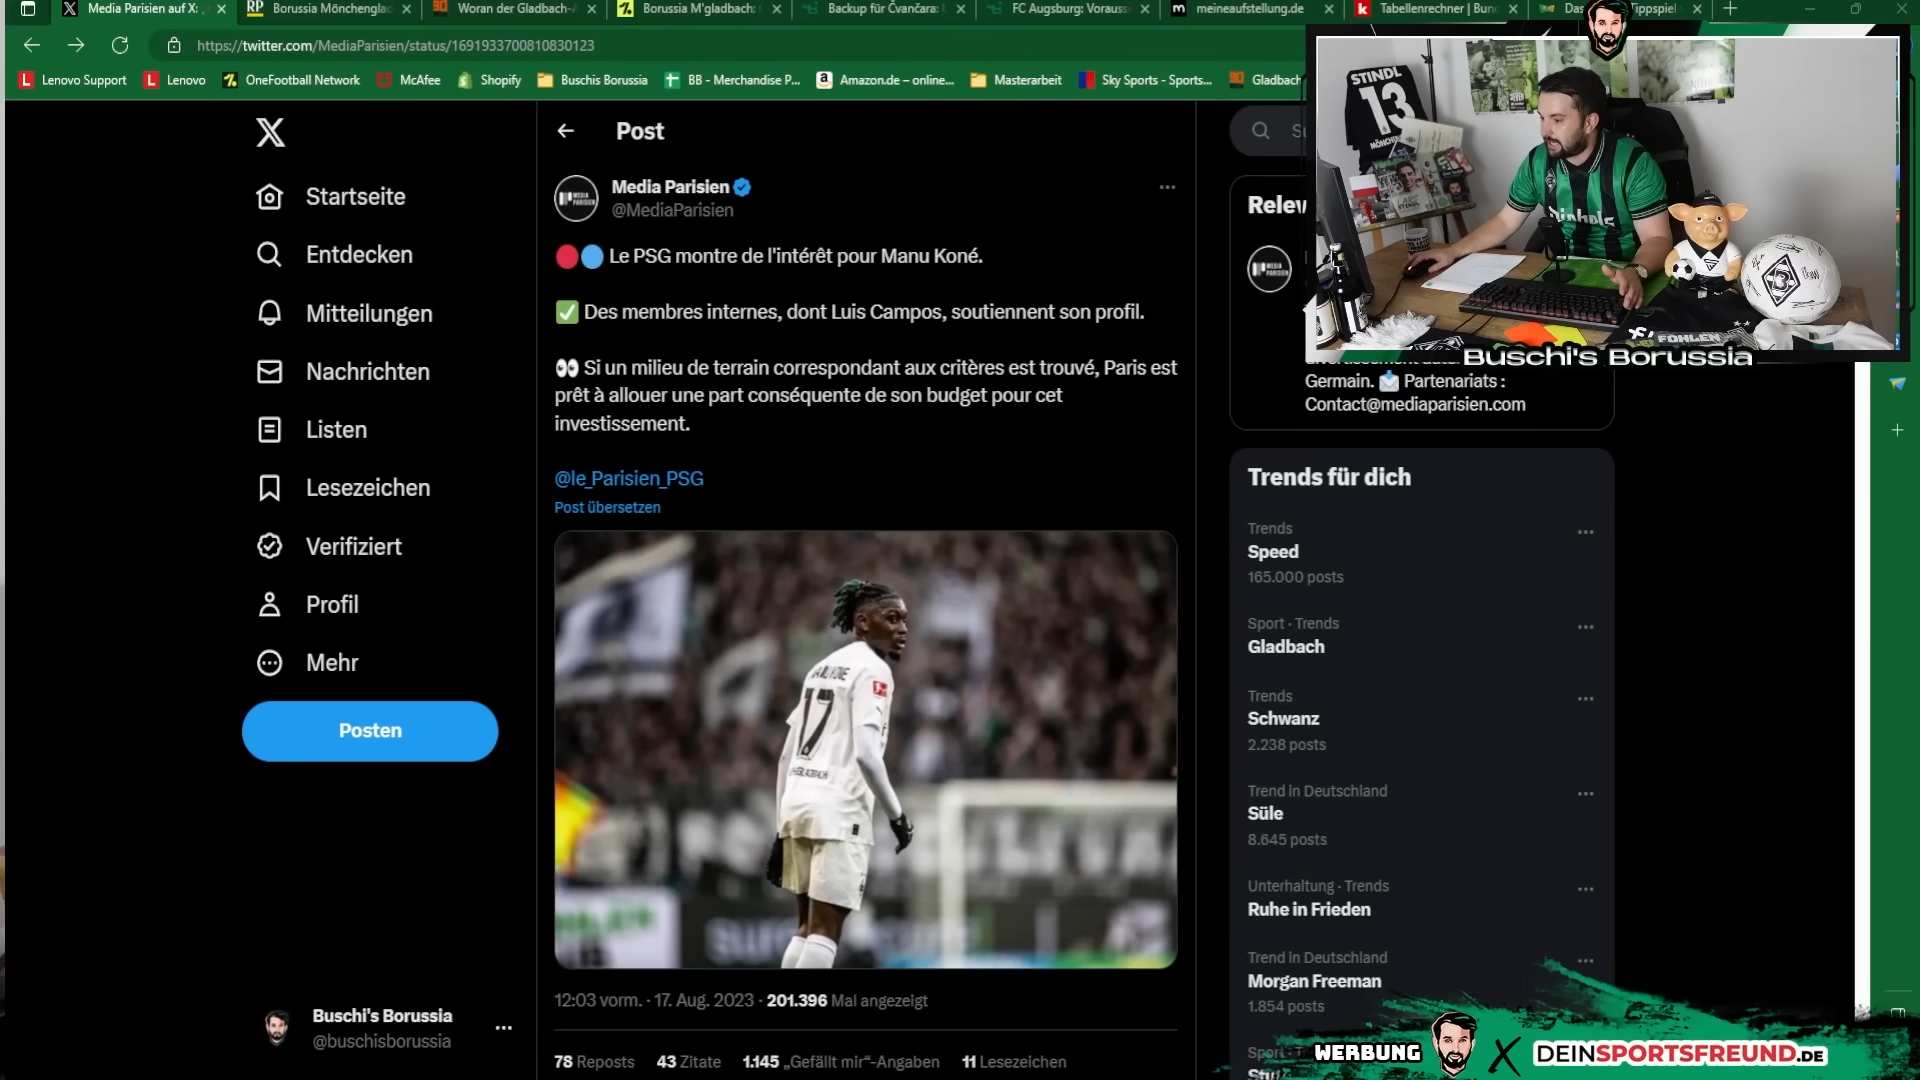 Media Parisien auf X:
Borussia Mönchengla
Woran der Gladbach-
Borussia M'gladbach:
Backup für Čvančara:
FC Augsburg: Vorauss
meineaufstellung.de
Tabellenrechner | Bun
Das
Tippspiel
https://twitter.com/MediaParisien/status/1691933700810830123
Lenovo Support
Lenovo
OneFootball Network
McAfee
Shopify
Buschis Borussia
BB - Merchandise P...
Amazon.de – online...
Masterarbeit
Sky Sports - Sports...
Gladbach
Startseite
Entdecken
Mitteilungen
Nachrichten
Listen
Lesezeichen
Verifiziert
Profil
Mehr
Posten
Buschi's Borussia
@buschisborussia
Post
Media Parisien
@MediaParisien
Le PSG montre de l'intérêt pour Manu Koné.
Des membres internes, dont Luis Campos, soutiennent son profil.
Si un milieu de terrain correspondant aux critères est trouvé, Paris est
prêt à allouer une part conséquente de son budget pour cet
investissement.
@le_Parisien_PSG
Post übersetzen
17
12:03 vorm. · 17. Aug. 2023 · 201.396 Mal angezeigt
78 Reposts 43 Zitate 1.145 „Gefällt mir“-Angaben 11 Lesezeichen
Relev
STINDL
13
FOHLEN
Buschi's Borussia
Germain. Partenariats :
Contact@mediaparisien.com
Trends für dich
Trends
Speed
165.000 posts
Sport · Trends
Gladbach
Trends
Schwanz
2.238 posts
Trend in Deutschland
Süle
8.645 posts
Unterhaltung · Trends
Ruhe in Frieden
Trend in Deutschland
Morgan Freeman
1.854 posts
WERBUNG X DEINSPORTSFREUND.DE